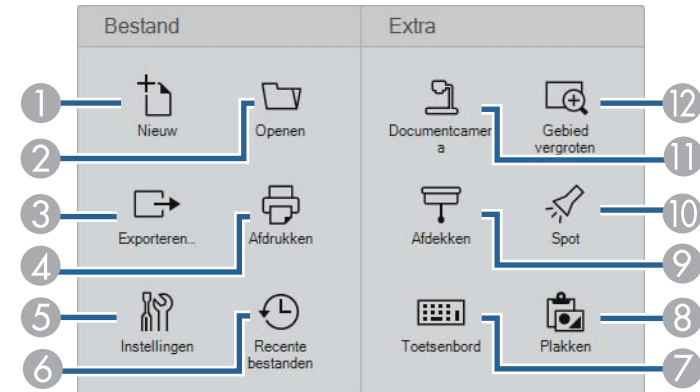 Bestand Extra
1 12
Nieuw Openen Documentcamer Gebied
a vergroten
2 11
3 10
Exporteren... Afdrukken Afdekken Spot
4 9
5 8
Instellingen Recente Toetsenbord Plakken
bestanden
6 7